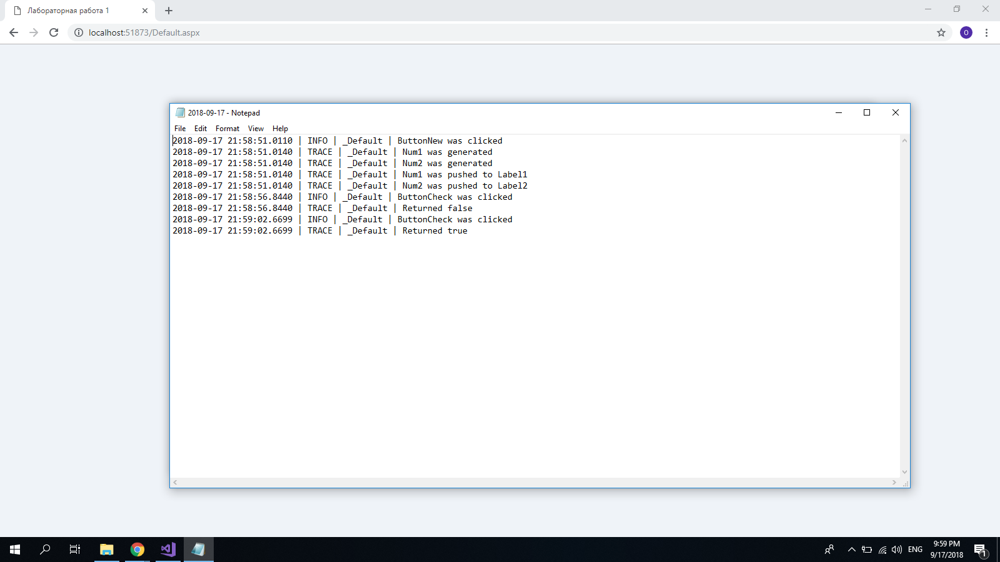 Лабораторная работа 1
localhost:51873/Default.aspx
O
2018-09-17 - Notepad
File Edit Format View Help
2018-09-17 21:58:51.0110 | INFO | _Default | ButtonNew was clicked
2018-09-17 21:58:51.0140 | TRACE | _Default | Num1 was generated
2018-09-17 21:58:51.0140 | TRACE | _Default | Num2 was generated
2018-09-17 21:58:51.0140 | TRACE | _Default | Num1 was pushed to Label1
2018-09-17 21:58:51.0140 | TRACE | _Default | Num2 was pushed to Label2
2018-09-17 21:58:56.8440 | INFO | _Default | ButtonCheck was clicked
2018-09-17 21:58:56.8440 | TRACE | _Default | Returned false
2018-09-17 21:59:02.6699 | INFO | _Default | ButtonCheck was clicked
2018-09-17 21:59:02.6699 | TRACE | _Default | Returned true
ENG
9:59 PM
9/17/2018
1